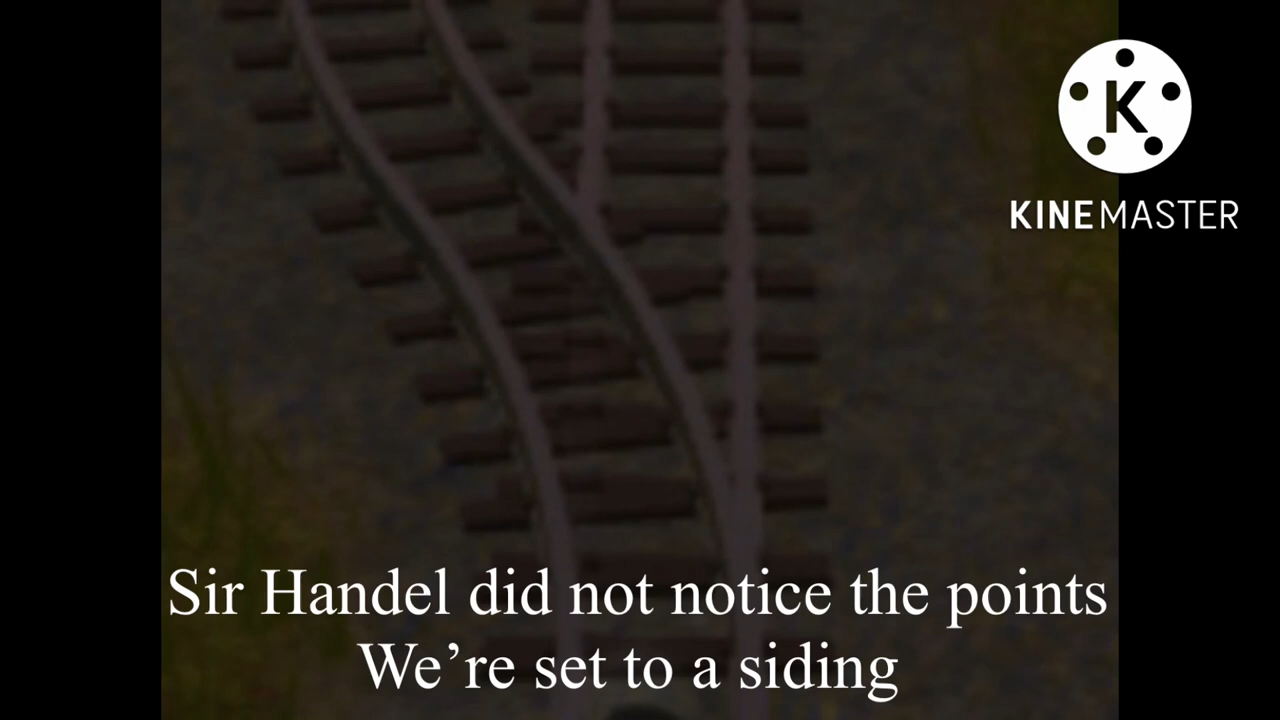 KINEMASTER
Sir Handel did not notice the points
We’re set to a siding